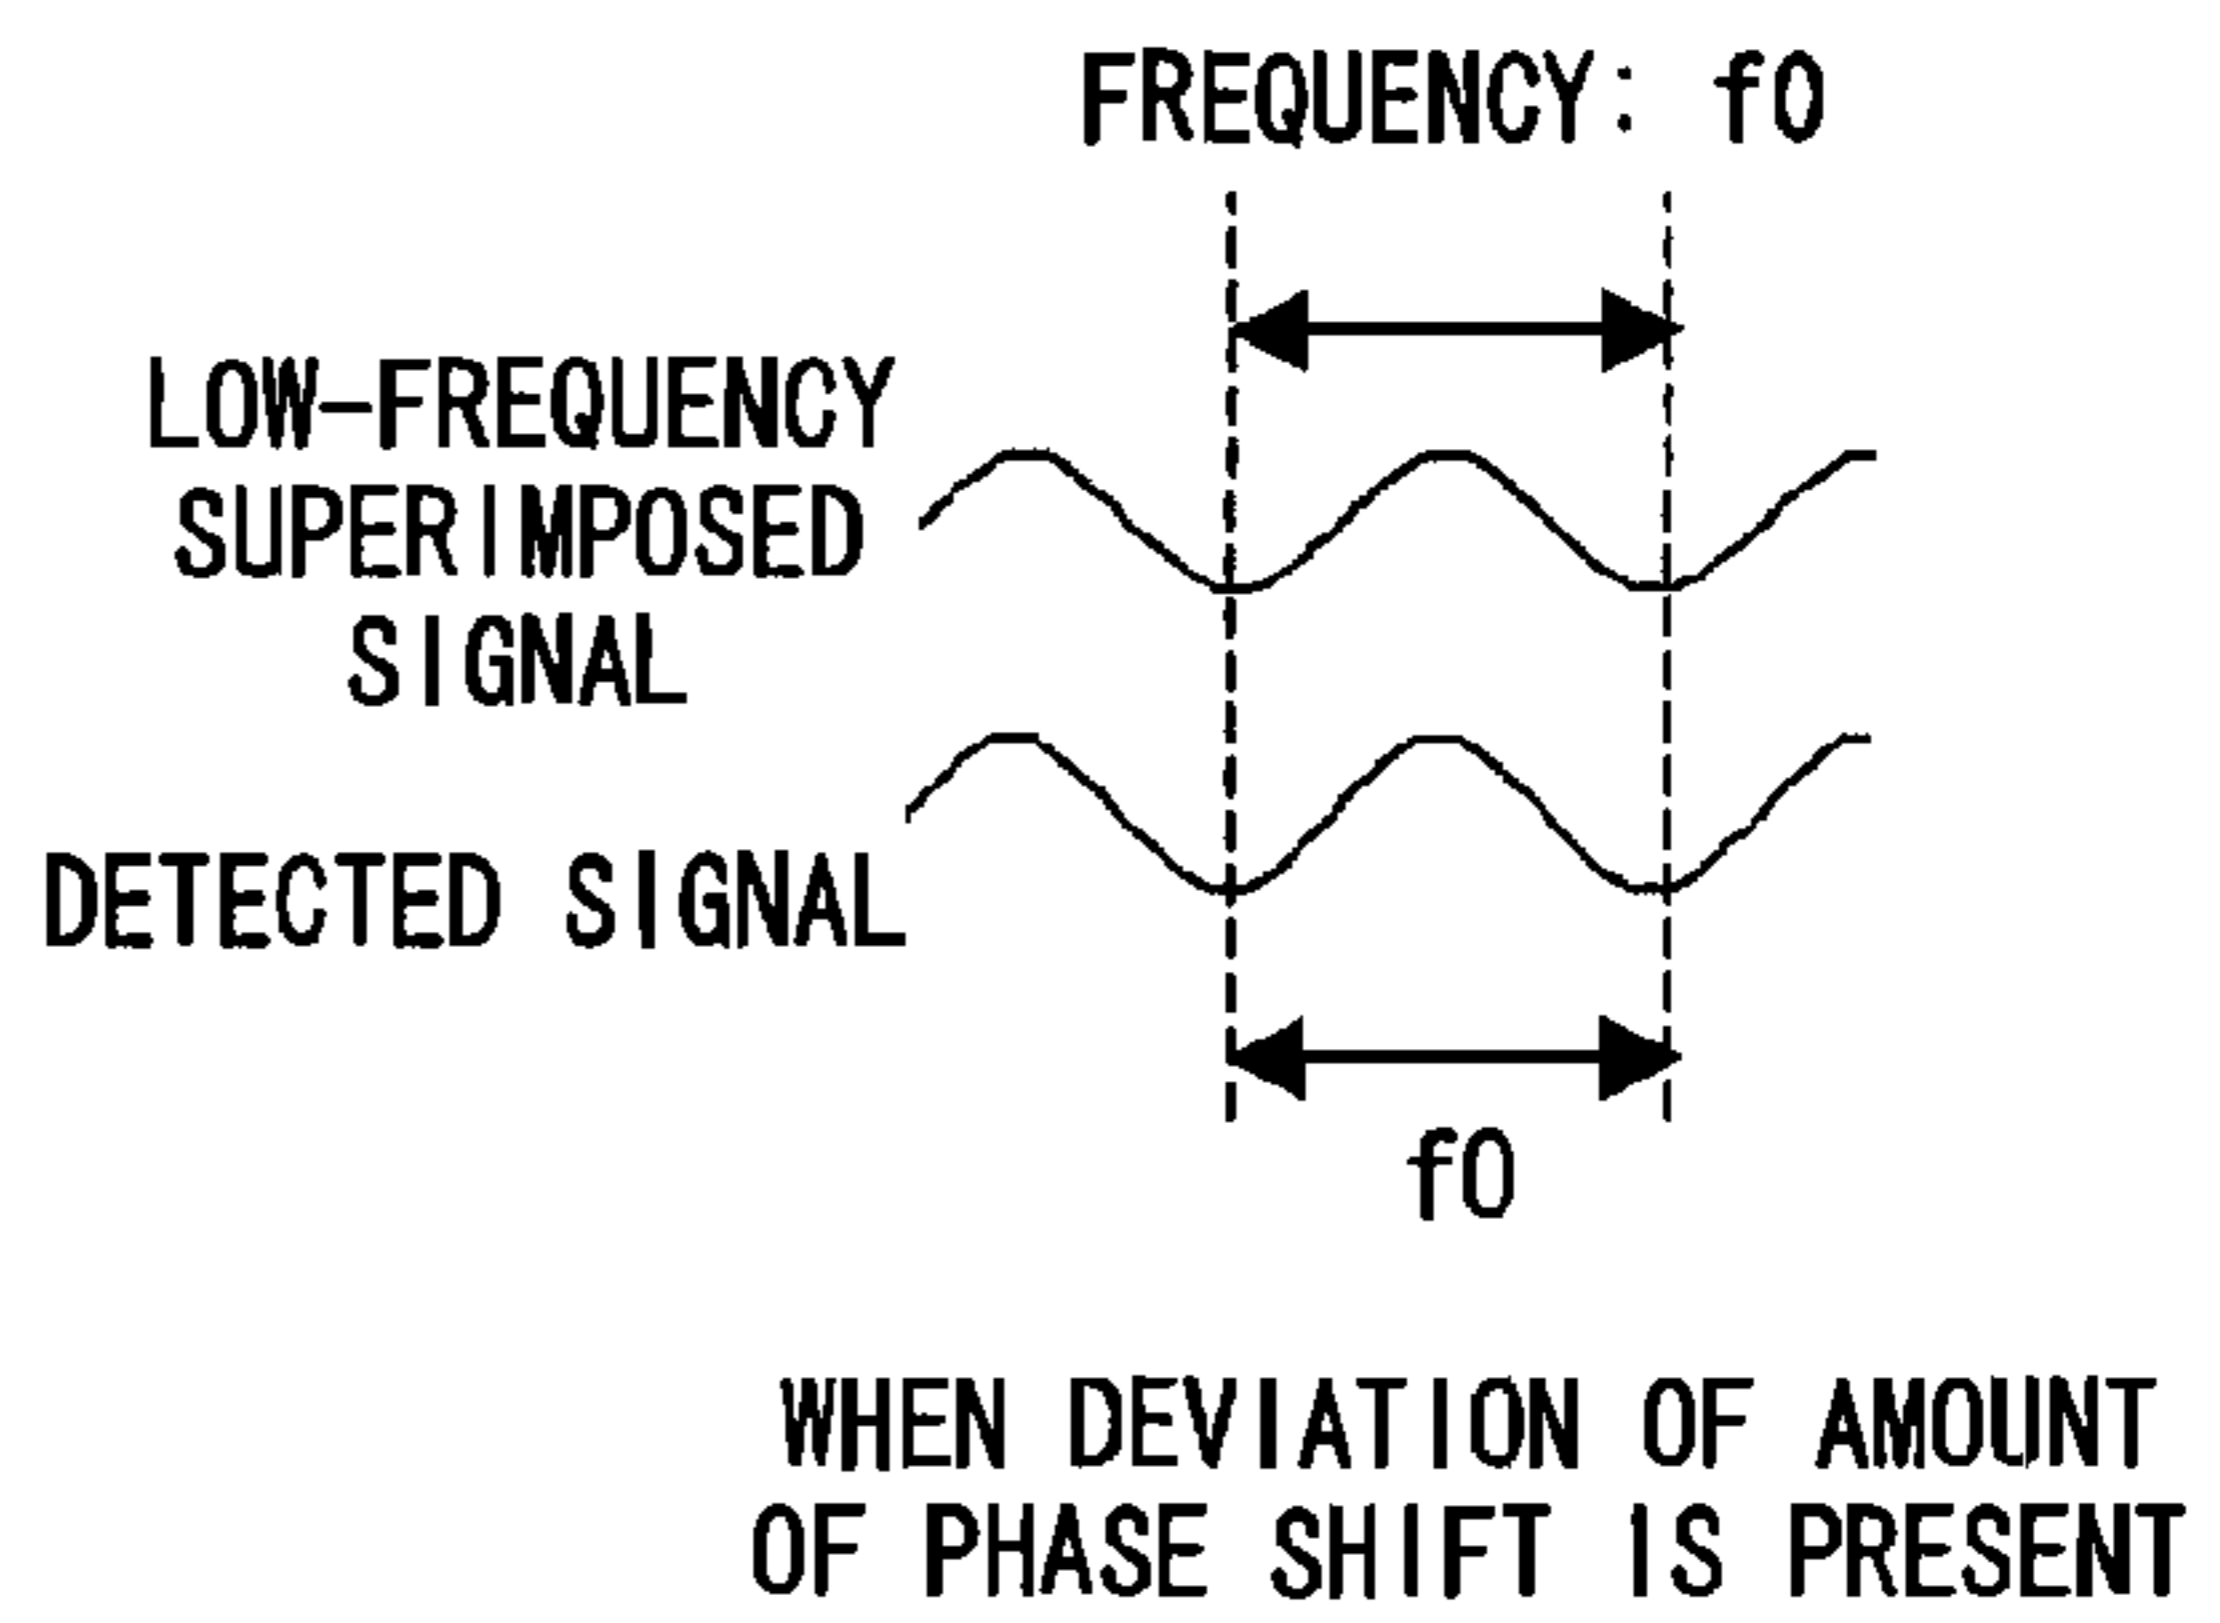 FREQUENCY: f0
LOW-FREQUENCY
SUPERIMPOSED
SIGNAL
DETECTED SIGNAL
f0
WHEN DEVIATION OF AMOUNT
OF PHASE SHIFT IS PRESENT